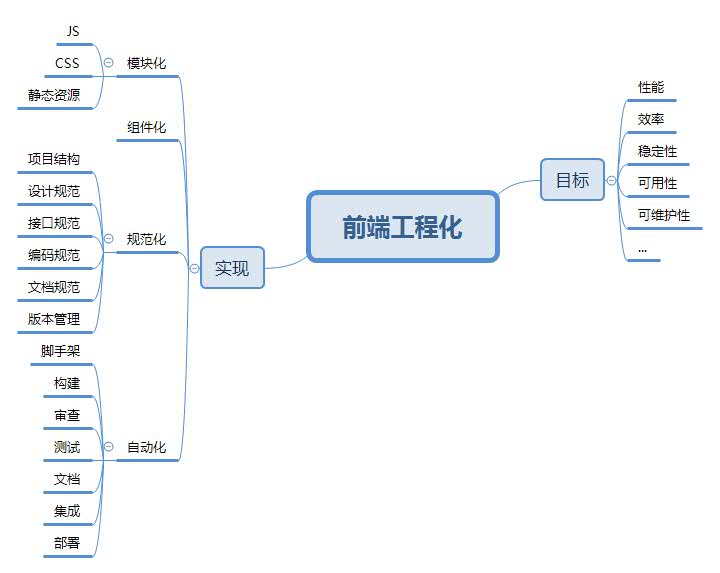 前端工程化
目标
性能
效率
稳定性
可用性
可维护性
...
实现
模块化
JS
CSS
静态资源
组件化
规范化
项目结构
设计规范
接口规范
编码规范
文档规范
版本管理
自动化
脚手架
构建
审查
测试
文档
集成
部署